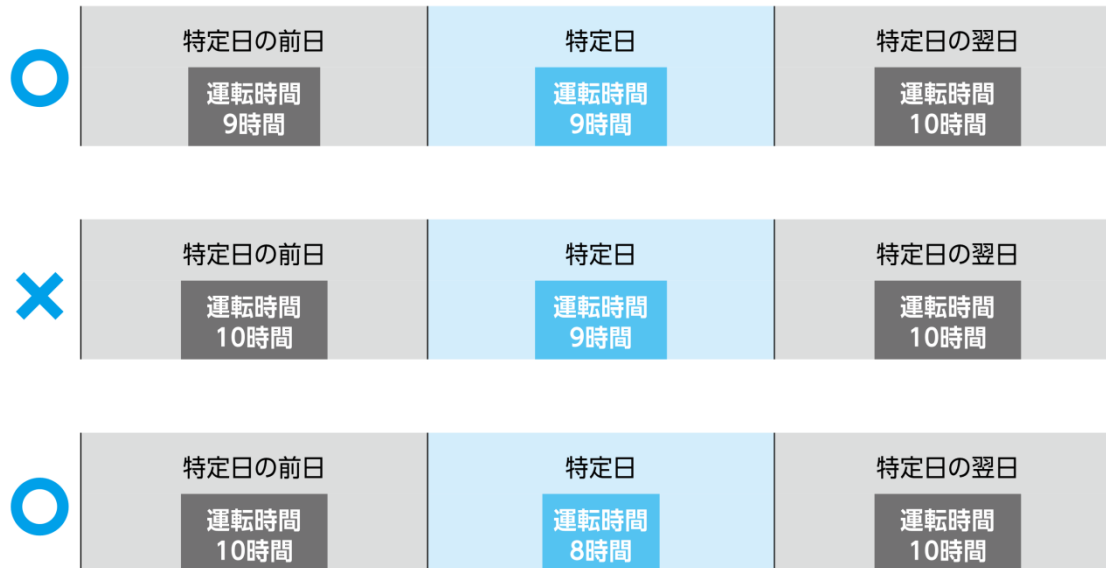 特定日の前日
特定日
特定日の翌日
運転時間
9時間
運転時間
9時間
運転時間
10時間
特定日の前日
特定日
特定日の翌日
運転時間
10時間
運転時間
9時間
運転時間
10時間
特定日の前日
特定日
特定日の翌日
運転時間
10時間
運転時間
8時間
運転時間
10時間